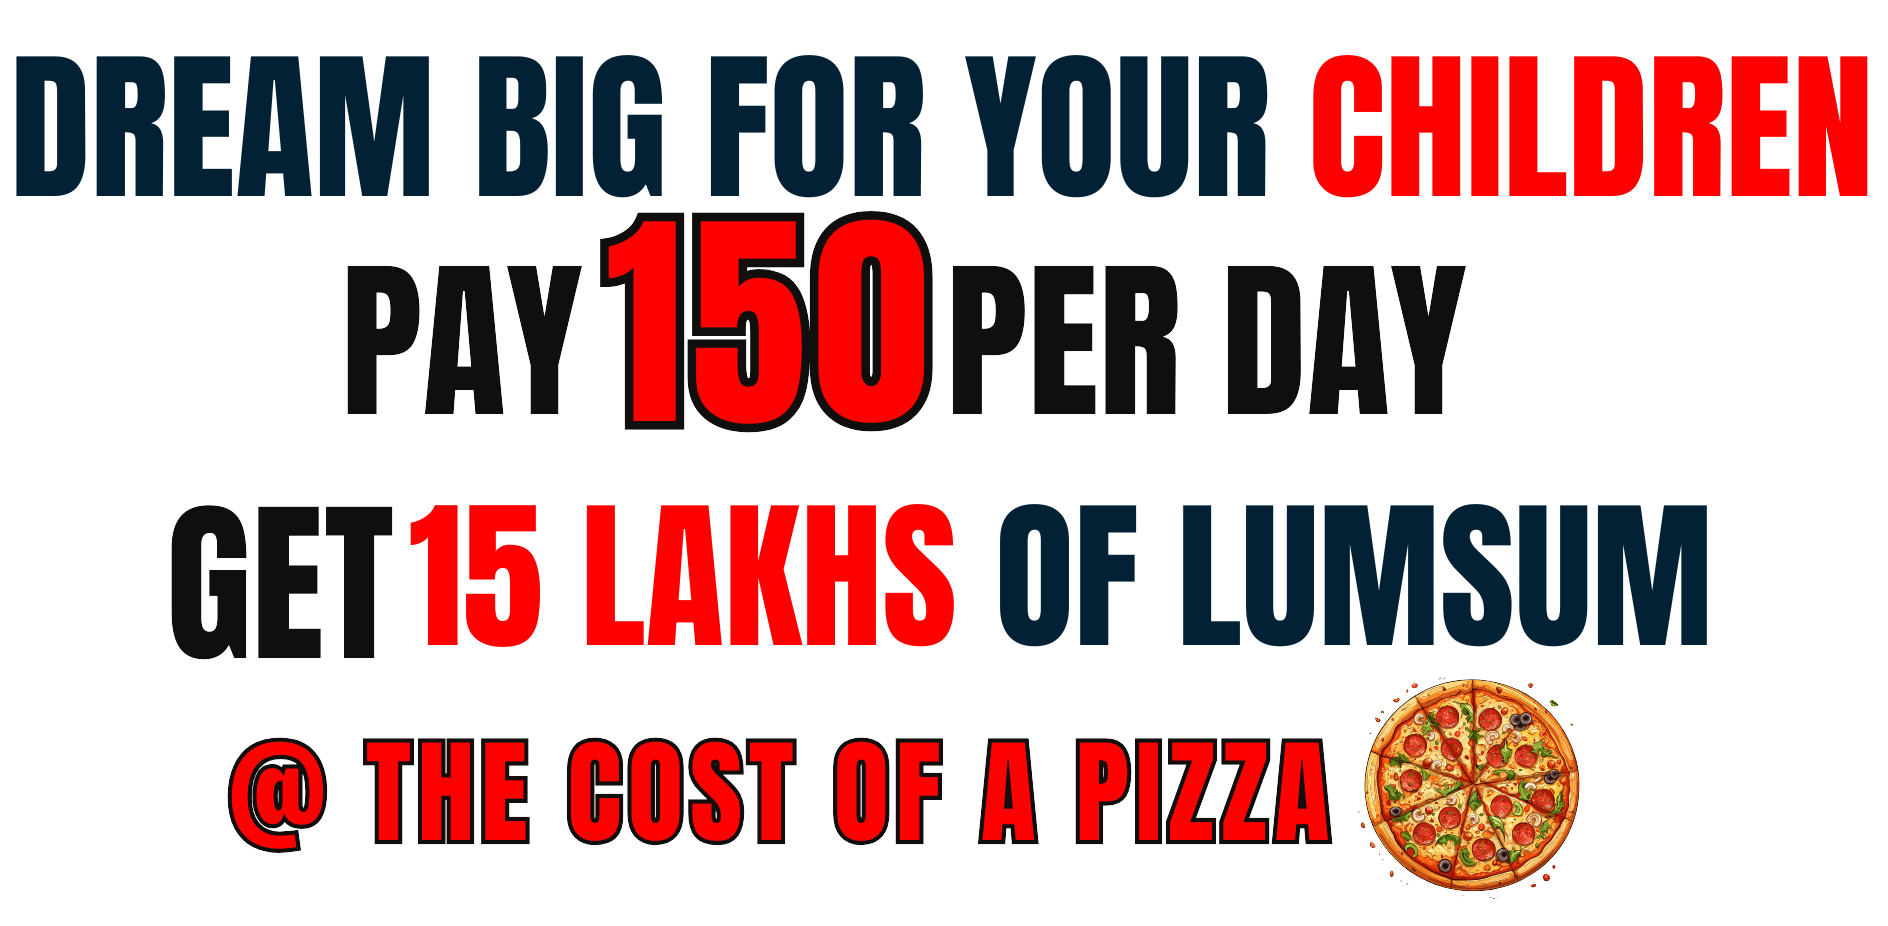 DREAM BIG FOR YOUR CHILDREN
PAY 150 PER DAY
GET 15 LAKHS OF LUMSUM
@ THE COST OF A PIZZA